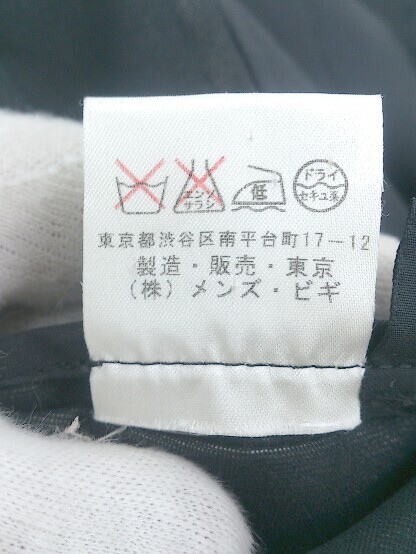 エンソ サラシ 低 ドライ セキユ系
東京都渋谷区南平台町17-12
製造・販売・東京
(株)メンズ・ビギ